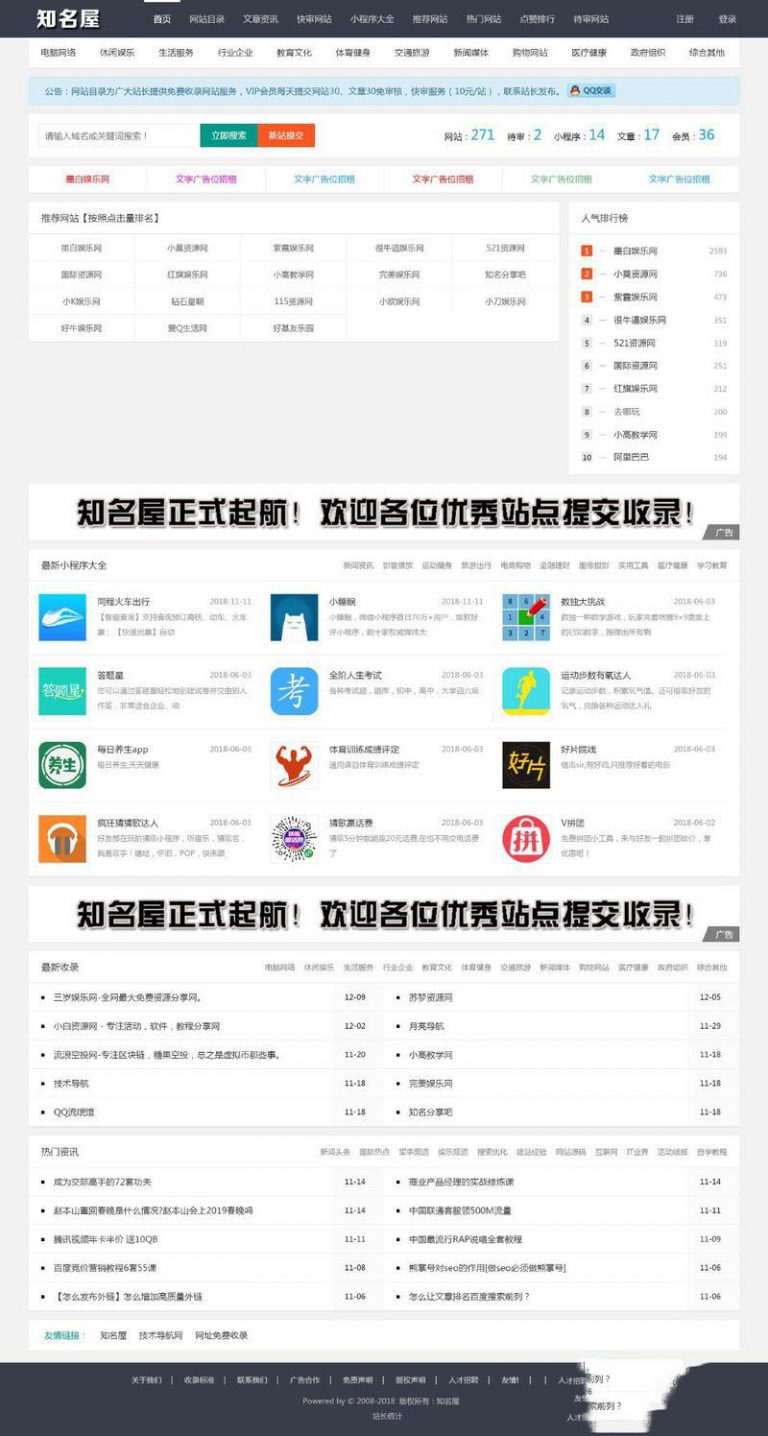 知名屋 首页 网站目录 文章资讯 快审网站 小程序大全 推荐网站 热门网站 点赞排行 待审网站 注册 登录
电脑网络 休闲娱乐 生活服务 行业企业 教育文化 体育健身 交通旅游 新闻媒体 购物网站 医疗健康 政府组织 综合其他
公告：网站目录为广大站长提供免费收录网站服务，VIP会员每天提交网站30、文章30免审核，快审服务（10元/站），联系站长发布。 QQ交谈
请输入域名或关键词搜索！ 立即搜索 新站提交 网站：271 待审：2 小程序：14 文章：17 会员：36
墨白娱乐网 文字广告位招租 文字广告位招租 文字广告位招租 文字广告位招租 文字广告位招租
推荐网站【按照点击量排名】
墨白娱乐网 小莫资源网 紫霞娱乐网 很牛逼娱乐网 521资源网
国际资源网 红旗娱乐网 小高教学网 完美娱乐网 知名分享吧
小K娱乐网 钻石皇朝 115资源网 小欧娱乐网 小刀娱乐网
好牛娱乐网 爱Q生活网 好基友乐园
人气排行榜
1 墨白娱乐网 2593
2 小莫资源网 736
3 紫霞娱乐网 473
4 很牛逼娱乐网 351
5 521资源网 319
6 国际资源网 251
7 红旗娱乐网 212
8 去哪玩 200
9 小高教学网 199
10 阿里巴巴 194
知名屋正式起航！欢迎各位优秀站点提交收录！
广告
最新小程序大全 新闻资讯 影音播放 运动健身 旅游出行 电商购物 金融理财 图像摄影 实用工具 医疗健康 学习教育
同程火车出行 2018-11-11
【智能查询】支持查询预订高铁、动车、火车
票； 【快速出票】自动
小睡眠 2018-11-11
小睡眠，微信小程序首日70万+用户，爆款好
评小程序，数十家权威媒体大
8 6
1
3 2 7
数独大挑战 2018-06-03
数独一种数学游戏，玩家需要根据9×9盘面上
的已知数字，推理出所有剩
答题星
答题星 2018-06-03
您可以通过答题星轻松地创建试卷并交由别人
作答，非常适合企业、政
考
全阶人生考试 2018-06-03
各种考试题，题库，初中，高中，大学四六级
运动步数有氧达人 2018-06-03
记录运动步数，积累氧气值。还可偷取好友的
氧气，兑换各种运动达人礼
养生
每日养生app 2018-06-03
每日养生,天天健康
体育训练成绩评定 2018-06-03
通用项目体育训练成绩评定
好片
好片院线 2018-06-03
信否sir,有好戏,只推荐好看的电影
疯狂猜猜歌达人 2018-06-03
好友都在玩的猜歌小程序，听音乐，猜歌名，
我是歌手！嘻哈，怀旧，POP，快来跟
猜歌赢话费 2018-06-03
猜歌5分钟就能赢20元话费,在也不用交电话费
了
拼
V拼团 2018-06-02
免费拼团小工具，来与好友一起拼团砍价，享
优惠吧！
知名屋正式起航！欢迎各位优秀站点提交收录！
广告
最新收录 电脑网络 休闲娱乐 生活服务 行业企业 教育文化 体育健身 交通旅游 新闻媒体 购物网站 医疗健康 政府组织 综合其他
三岁娱乐网-全网最大免费资源分享网。 12-09 苏梦资源网 12-05
小白资源网 - 专注活动，软件，教程分享网 12-02 月亮导航 11-29
流浪空投网-专注区块链，糖果空投，总之是虚拟币那些事。 11-20 小高教学网 11-18
技术导航 11-18 完美娱乐网 11-18
QQ流氓馆 11-18 知名分享吧 11-18
热门资讯 新闻头条 国际热点 军事频道 娱乐频道 搜索优化 建站经验 网站源码 互联网 IT业界 活动线报 自学教程
成为交际高手的72套功夫 11-14 商业产品经理的实战修炼课 11-14
赵本山重回春晚是什么情况?赵本山会上2019春晚吗 11-14 中国联通客服领500M流量 11-11
腾讯视频年卡半价 送10QB 11-11 中国最流行RAP说唱全套教程 11-09
百度竞价营销教程6套55课 11-08 熊掌号对seo的作用[做seo必须做熊掌号] 11-06
【怎么发布外链】怎么增加高质量外链 11-06 怎么让文章排名百度搜索前列？ 11-06
友情链接： 知名屋 技术导航网 网址免费收录
关于我们 | 收录标准 | 联系我们 | 广告合作 | 免责声明 | 版权声明 | 人才招聘 | 友情 | | 人才招聘 前列？
Powered by © 2008-2018 版权所有：知名屋
站长统计
索前列？
人才